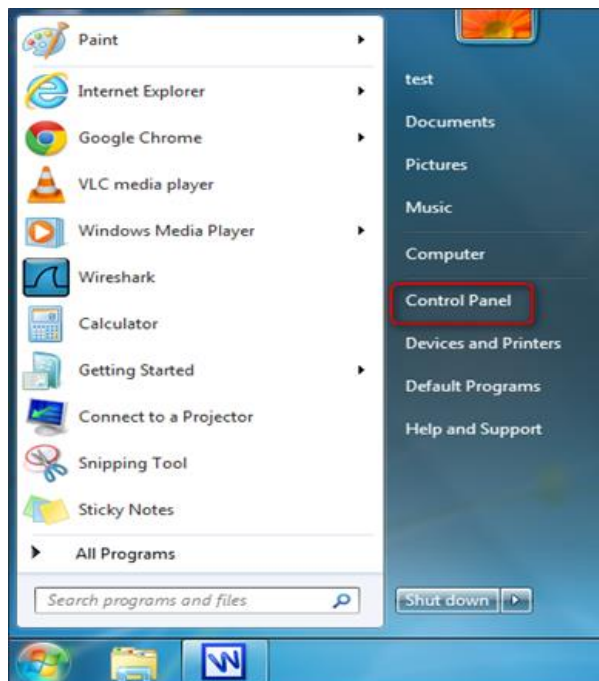 Paint
Internet Explorer
Google Chrome
VLC media player
Windows Media Player
Wireshark
Calculator
Getting Started
Connect to a Projector
Snipping Tool
Sticky Notes
All Programs
Search programs and files
test
Documents
Pictures
Music
Computer
Control Panel
Devices and Printers
Default Programs
Help and Support
Shut down
W